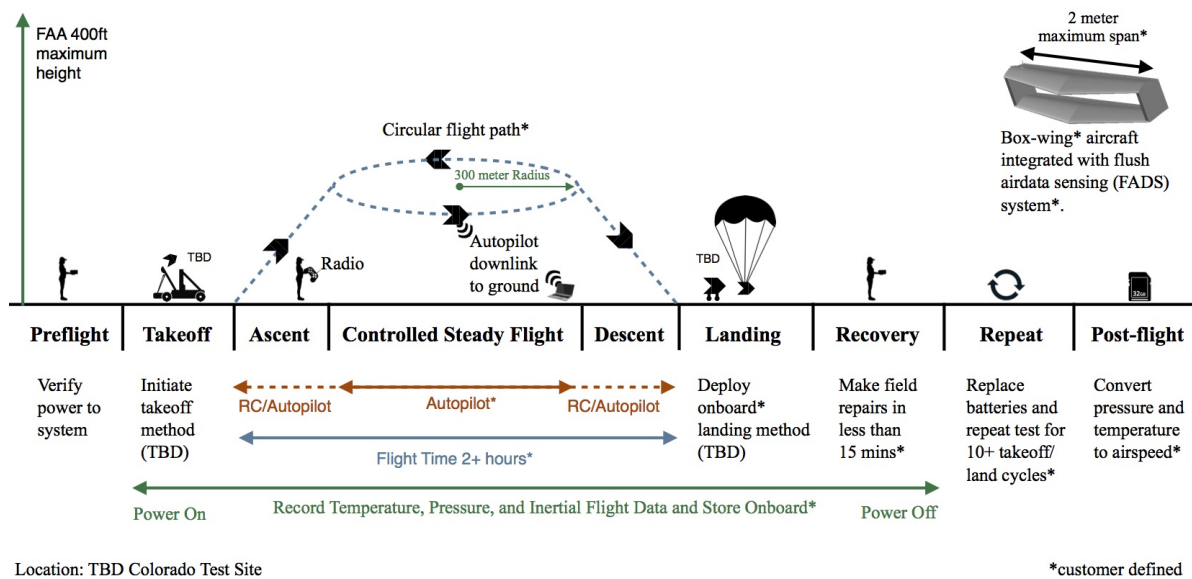 FAA 400ft
maximum
height
2 meter
maximum span*
Circular flight path*
300 meter Radius
Box-wing* aircraft
integrated with flush
airdata sensing (FADS)
system*.
TBD
Radio
Autopilot
downlink
to ground
TBD
32GB
Preflight
Takeoff
Ascent
Controlled Steady Flight
Descent
Landing
Recovery
Repeat
Post-flight
Verify
power to
system
Initiate
takeoff
method
(TBD)
RC/Autopilot
Autopilot*
RC/Autopilot
Flight Time 2+ hours*
Deploy
onboard*
landing method
(TBD)
Make field
repairs in
less than
15 mins*
Replace
batteries and
repeat test for
10+ takeoff/
land cycles*
Convert
pressure and
temperature
to airspeed*
Power On
Record Temperature, Pressure, and Inertial Flight Data and Store Onboard*
Power Off
Location: TBD Colorado Test Site
*customer defined